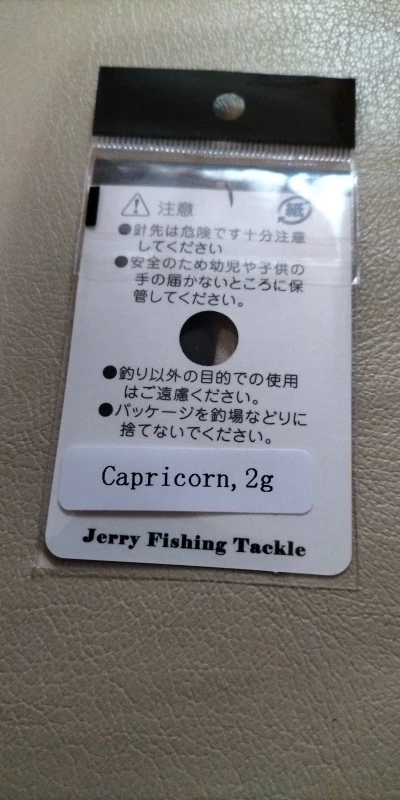 注意
紙
●針先は危険です十分注意
してください
●安全のため幼児や子供の
手の届かないところに保
管してください。
●釣り以外の目的での使用
はご遠慮ください。
●パッケージを釣場などりに
捨てないでください。
Capricorn,2g
Jerry Fishing Tackle